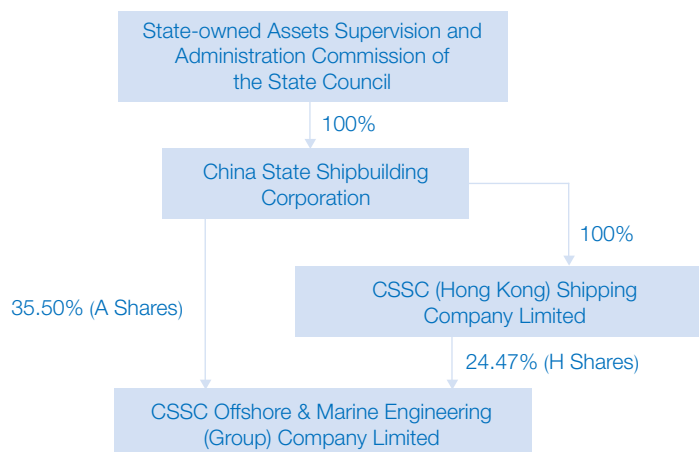 State-owned Assets Supervision and
Administration Commission of
the State Council
100%
China State Shipbuilding
Corporation
100%
35.50% (A Shares)
CSSC (Hong Kong) Shipping
Company Limited
24.47% (H Shares)
CSSC Offshore & Marine Engineering
(Group) Company Limited